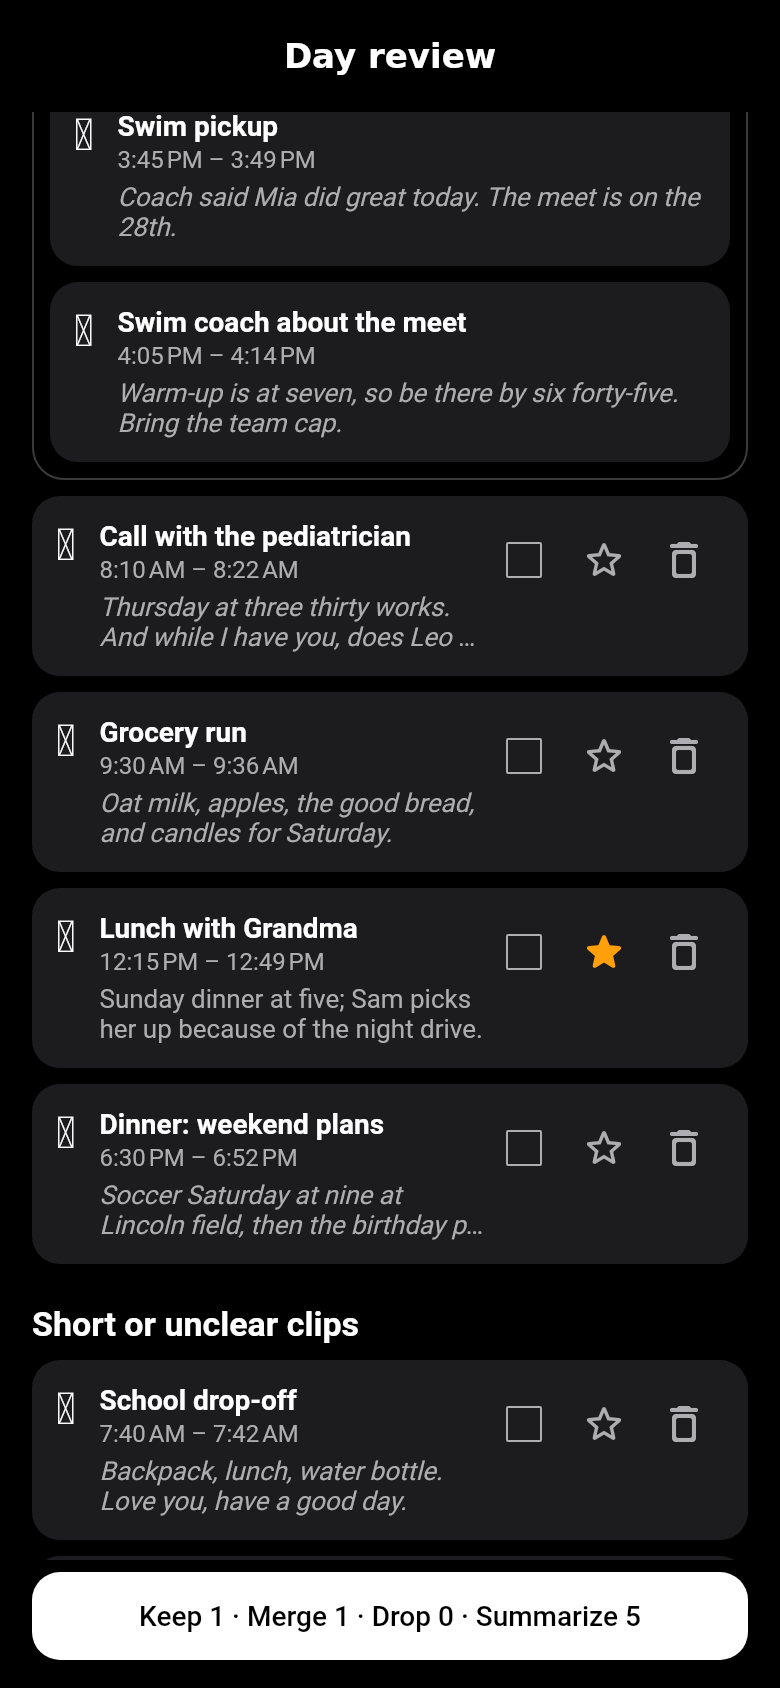 Day review
Swim pickup
3:45 PM – 3:49 PM
Coach said Mia did great today. The meet is on the
28th.
Swim coach about the meet
4:05 PM – 4:14 PM
Warm-up is at seven, so be there by six forty-five.
Bring the team cap.
Call with the pediatrician
8:10 AM – 8:22 AM
Thursday at three thirty works.
And while I have you, does Leo …
Grocery run
9:30 AM – 9:36 AM
Oat milk, apples, the good bread,
and candles for Saturday.
Lunch with Grandma
12:15 PM – 12:49 PM
Sunday dinner at five; Sam picks
her up because of the night drive.
Dinner: weekend plans
6:30 PM – 6:52 PM
Soccer Saturday at nine at
Lincoln field, then the birthday p…
Short or unclear clips
School drop-off
7:40 AM – 7:42 AM
Backpack, lunch, water bottle.
Love you, have a good day.
Keep 1 · Merge 1 · Drop 0 · Summarize 5